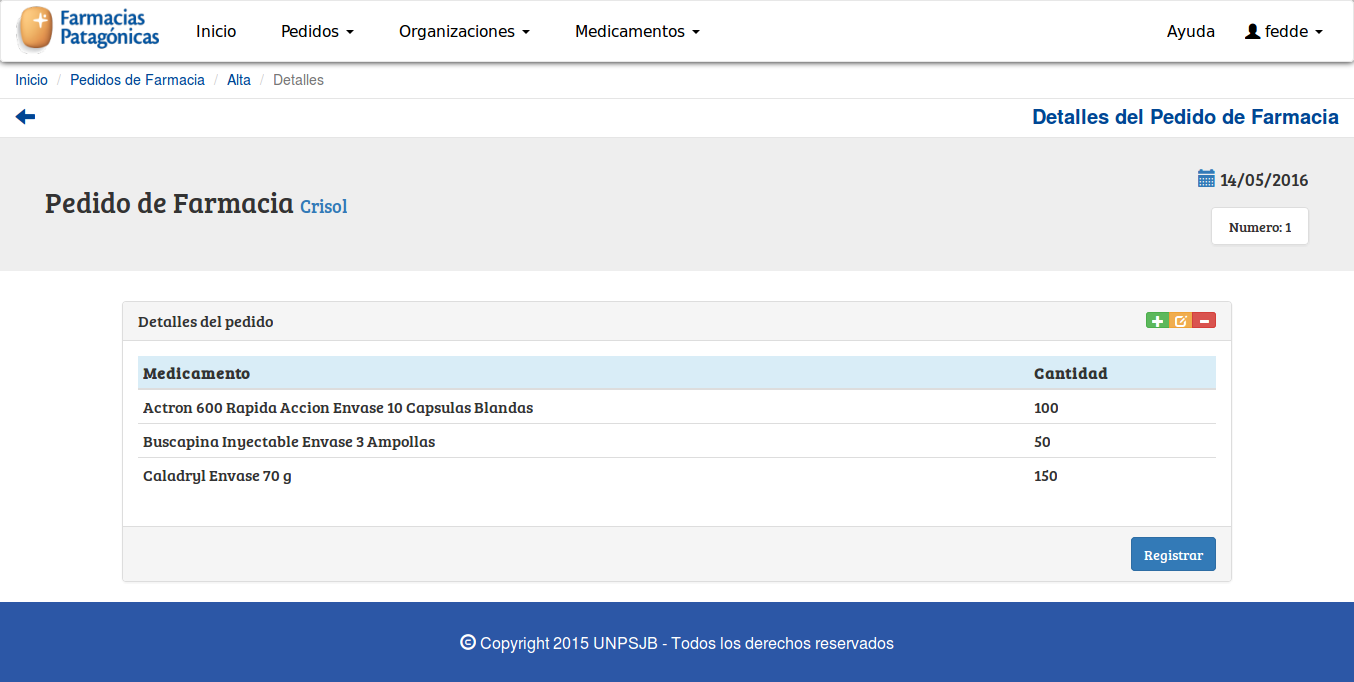 Farmacias
Patagónicas
Inicio Pedidos Organizaciones Medicamentos Ayuda fedde
Inicio / Pedidos de Farmacia / Alta / Detalles
Detalles del Pedido de Farmacia
14/05/2016
Pedido de Farmacia Crisol
Numero: 1
Detalles del pedido
Medicamento Cantidad
Actron 600 Rapida Accion Envase 10 Capsulas Blandas 100
Buscapina Inyectable Envase 3 Ampollas 50
Caladryl Envase 70 g 150
Registrar
© Copyright 2015 UNPSJB - Todos los derechos reservados